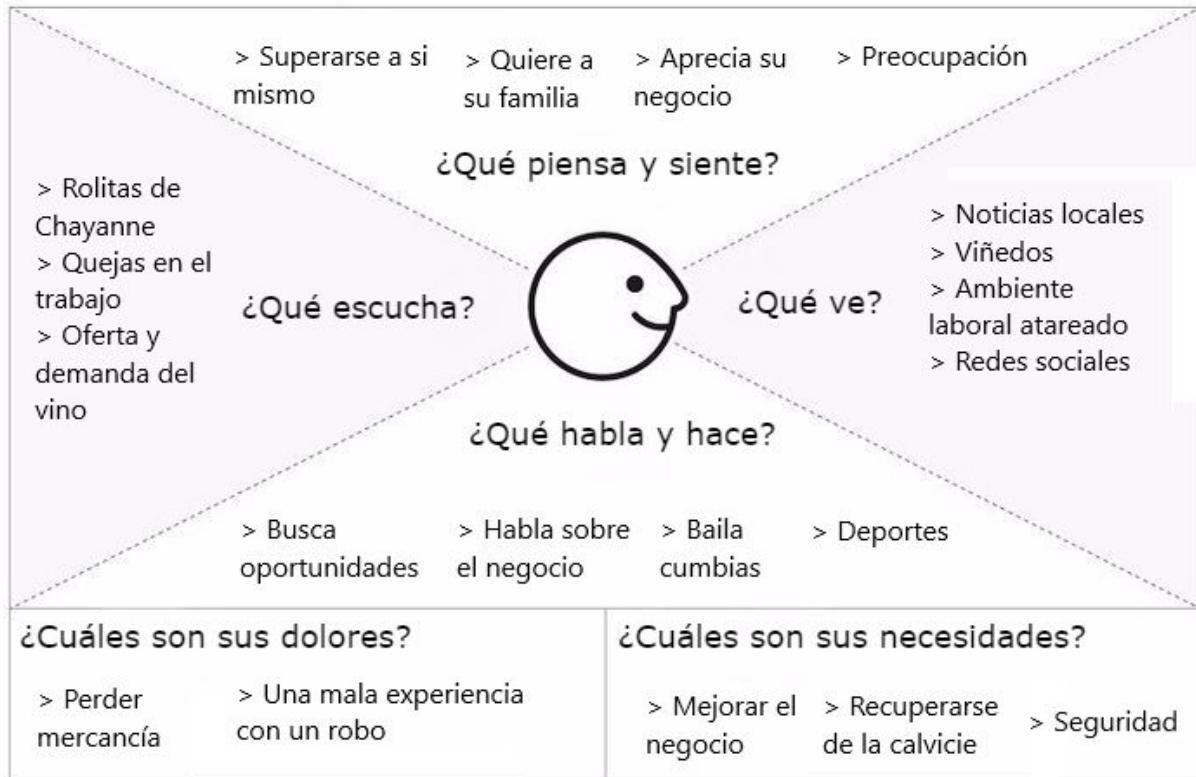 > Superarse a si
mismo
> Quiere a
su familia
> Aprecia su
negocio
> Preocupación
¿Qué piensa y siente?
> Rolitas de
Chayanne
> Quejas en el
trabajo
> Oferta y
demanda del
vino
¿Qué escucha?
¿Qué ve?
> Noticias locales
> Viñedos
> Ambiente
laboral atareado
> Redes sociales
¿Qué habla y hace?
> Busca
oportunidades
> Habla sobre
el negocio
> Baila
cumbias
> Deportes
¿Cuáles son sus dolores?
> Perder
mercancía
> Una mala experiencia
con un robo
¿Cuáles son sus necesidades?
> Mejorar el
negocio
> Recuperarse
de la calvicie
> Seguridad